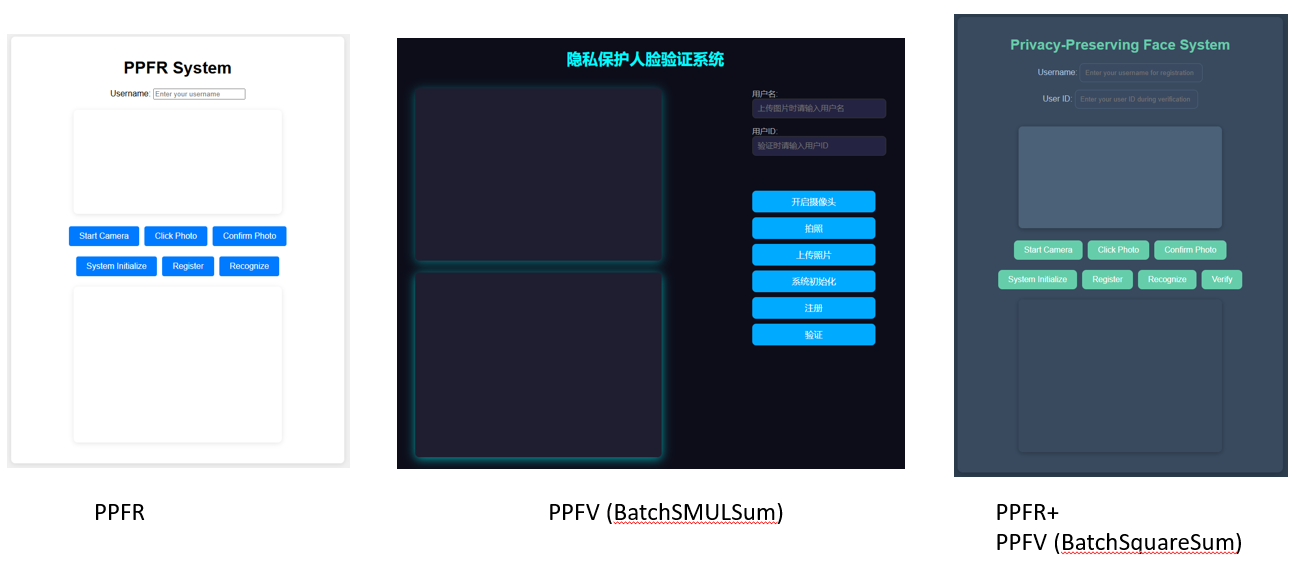 PPFR System
Username: Enter your username
Start Camera Click Photo Confirm Photo
System Initialize Register Recognize
PPFR
隐私保护人脸验证系统
用户名:
上传图片时请输入用户名
用户ID:
验证时请输入用户ID
开启摄像头
拍照
上传照片
系统初始化
注册
验证
PPFV (BatchSMULSum)
Privacy-Preserving Face System
Username: Enter your username for registration
User ID: Enter your user ID during verification
Start Camera Click Photo Confirm Photo
System Initialize Register Recognize Verify
PPFR+
PPFV (BatchSquareSum)